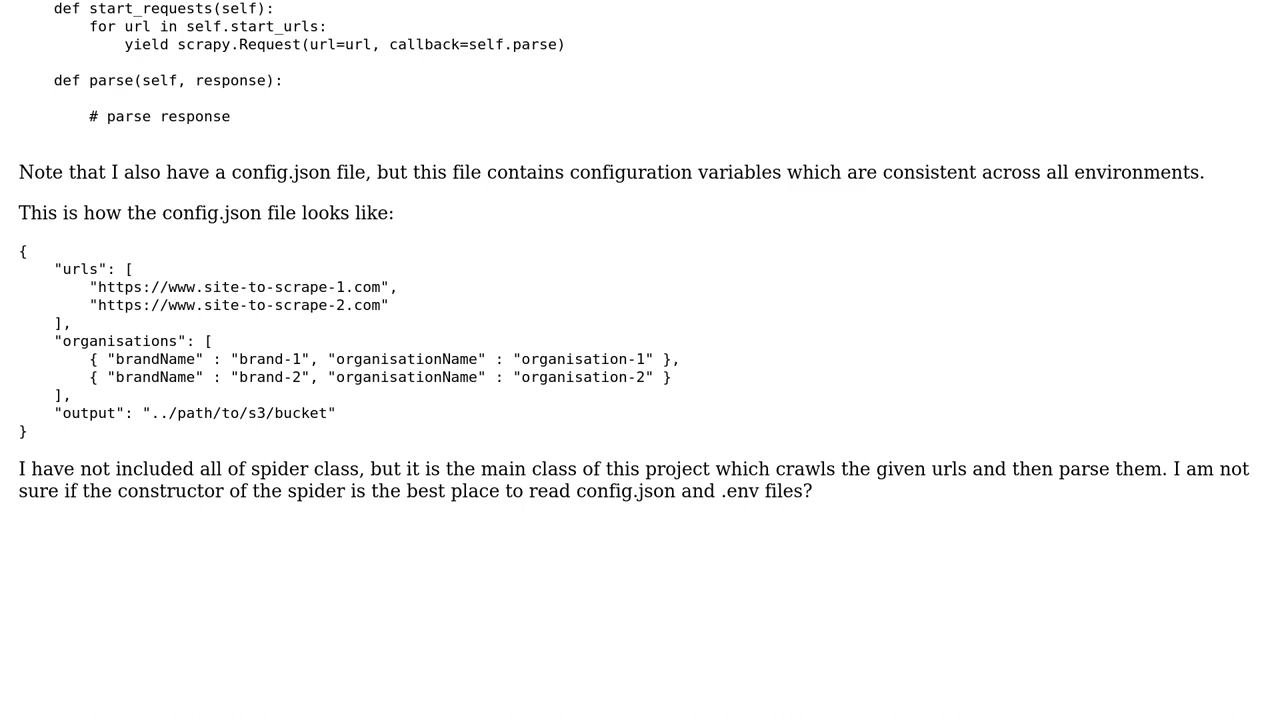 def start_requests(self):
        for url in self.start_urls:
            yield scrapy.Request(url=url, callback=self.parse)

    def parse(self, response):

        # parse response

Note that I also have a config.json file, but this file contains configuration variables which are consistent across all environments.
This is how the config.json file looks like:
{
    "urls": [
        "https://www.site-to-scrape-1.com",
        "https://www.site-to-scrape-2.com"
    ],
    "organisations": [
        { "brandName" : "brand-1", "organisationName" : "organisation-1" },
        { "brandName" : "brand-2", "organisationName" : "organisation-2" }
    ],
    "output": "../path/to/s3/bucket"
}
I have not included all of spider class, but it is the main class of this project which crawls the given urls and then parse them. I am not
sure if the constructor of the spider is the best place to read config.json and .env files?